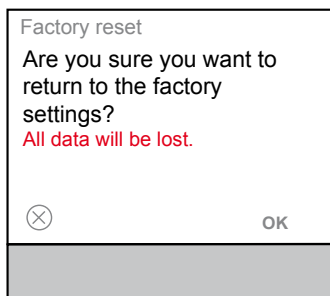 Factory reset
Are you sure you want to
return to the factory
settings?
All data will be lost.
OK